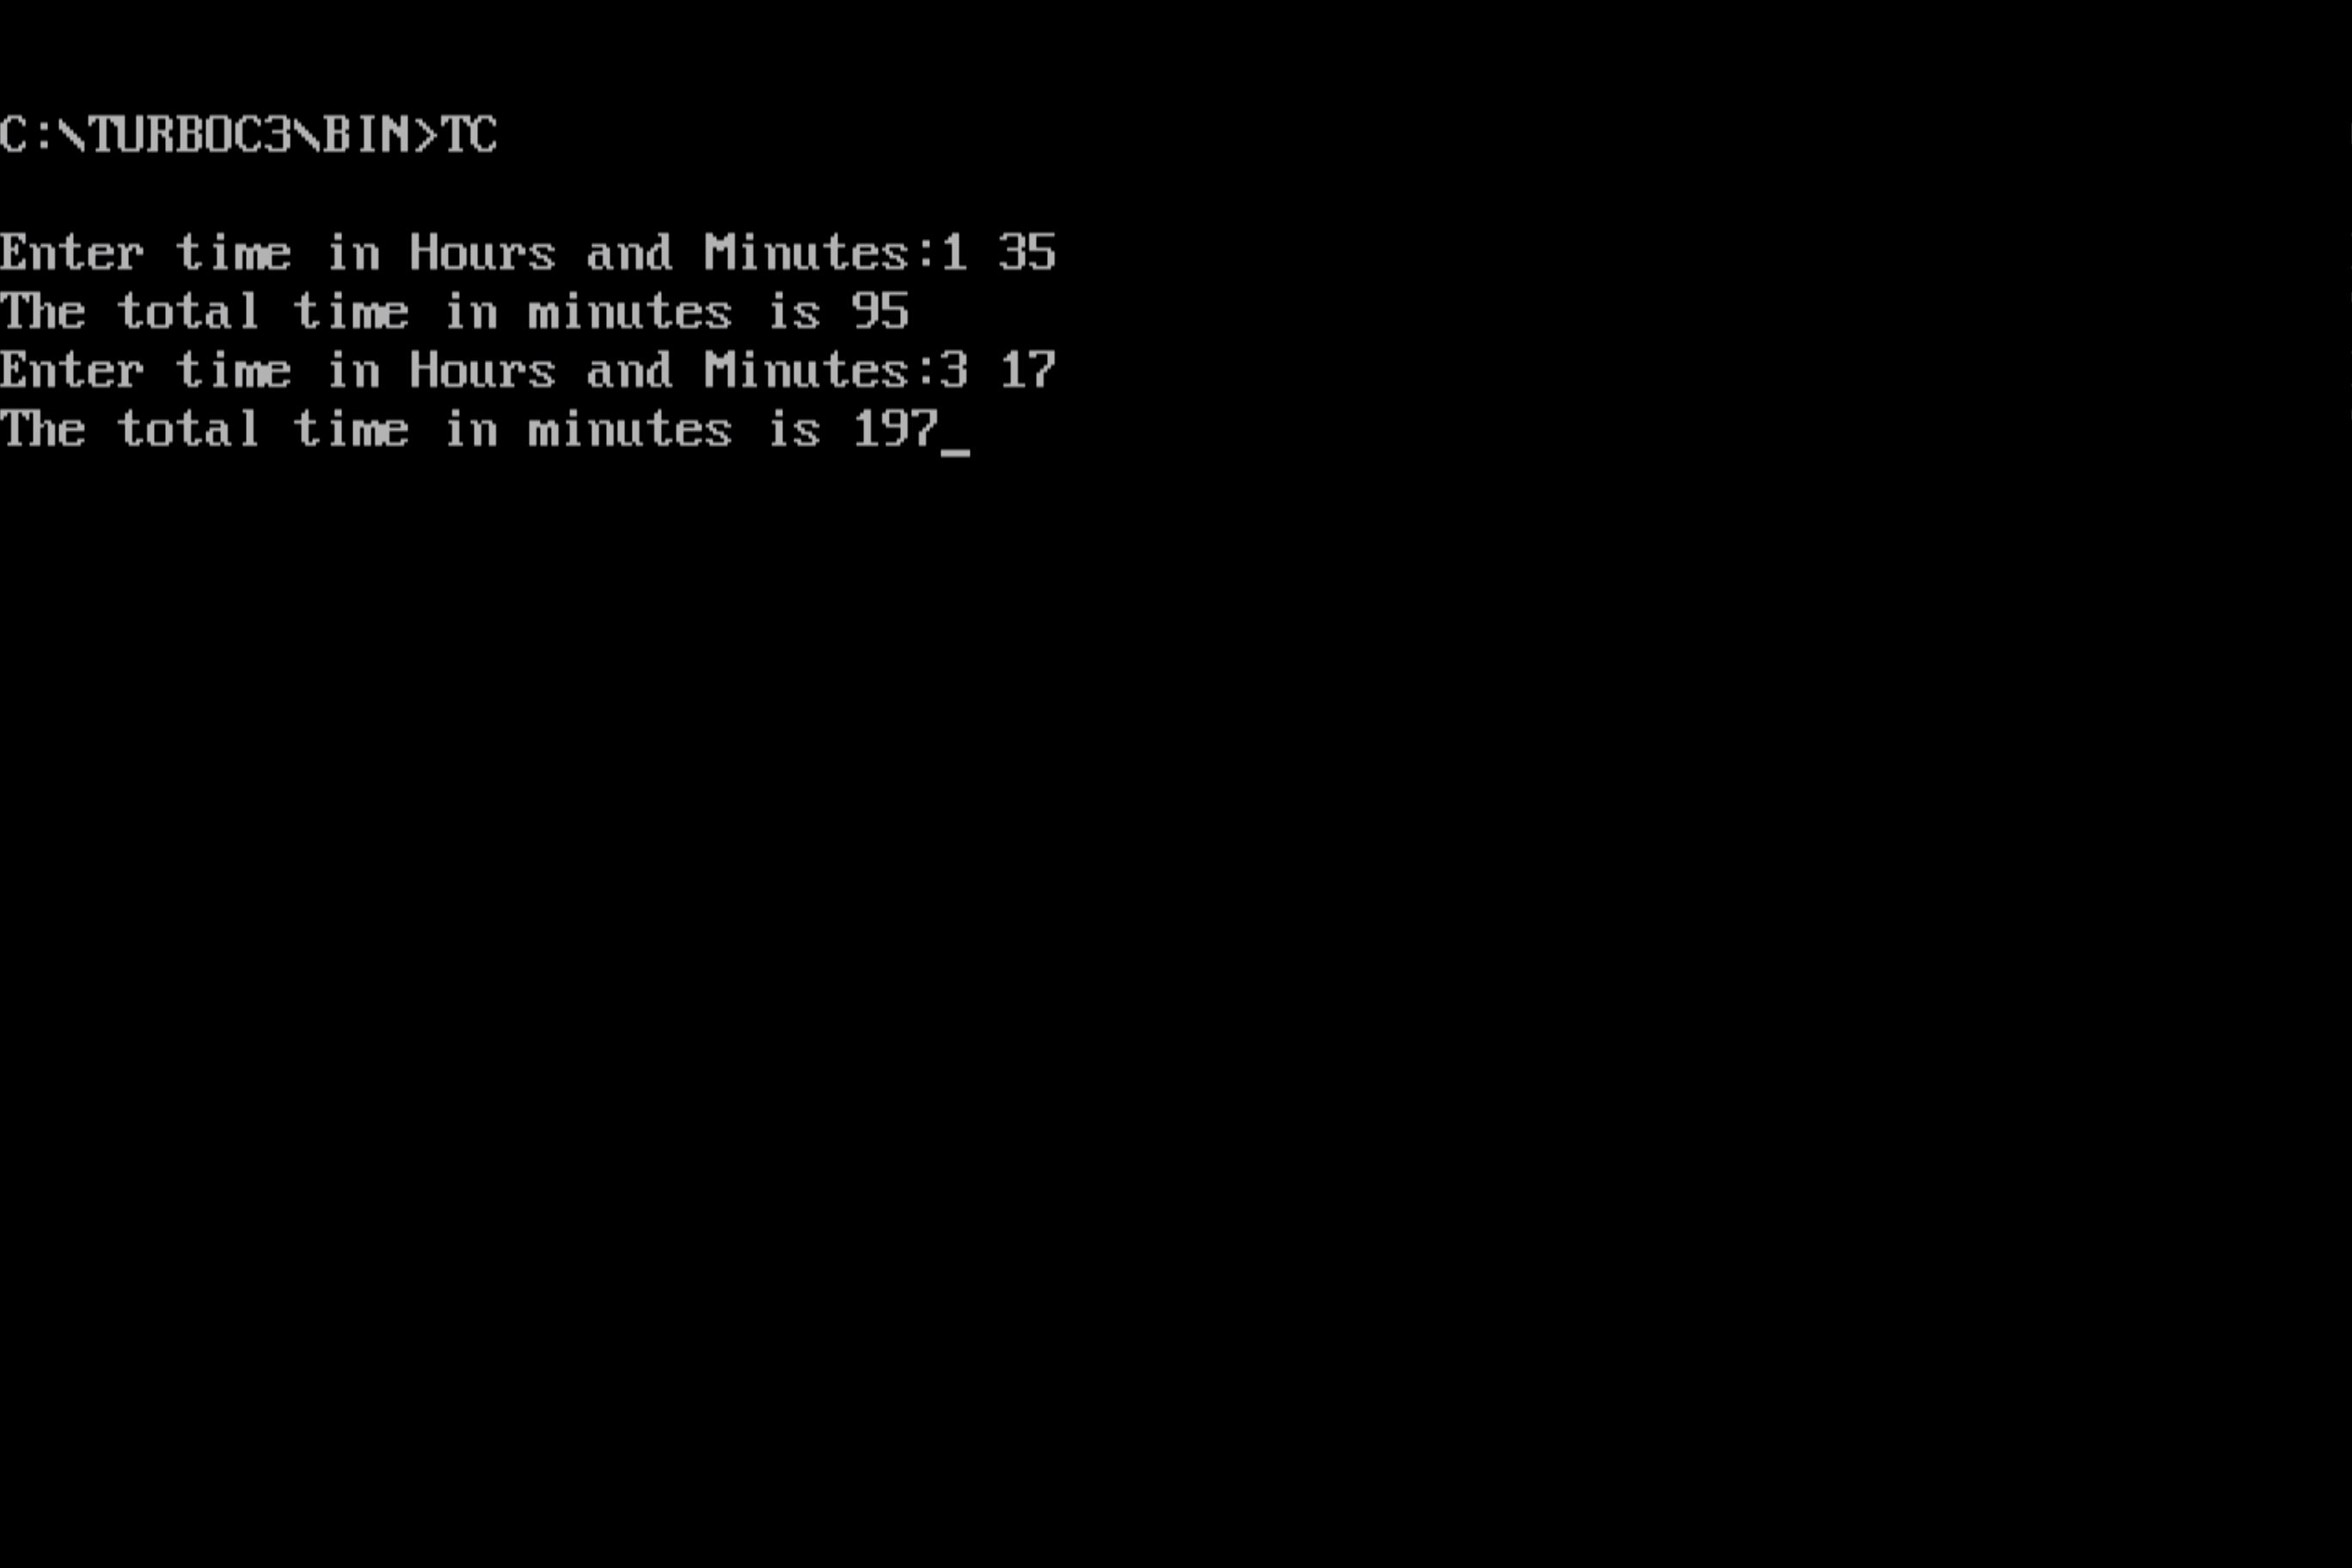 C:\TURBOC3\BIN>TC
Enter time in Hours and Minutes:1 35
The total time in minutes is 95
Enter time in Hours and Minutes:3 17
The total time in minutes is 197_